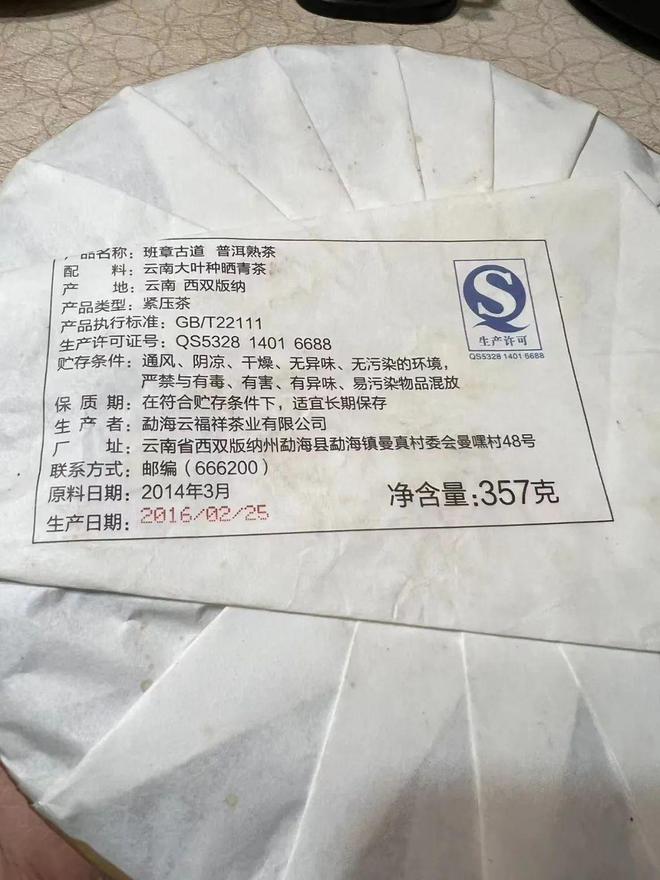 产品名称：班章古道 普洱熟茶
配 料：云南大叶种晒青茶
产 地：云南 西双版纳
产品类型：紧压茶
产品执行标准：GB/T22111
生产许可证号：QS5328 1401 6688
贮存条件：通风、阴凉、干燥、无异味、无污染的环境，
严禁与有毒、有害、有异味、易污染物品混放
保 质 期：在符合贮存条件下，适宜长期保存
生 产 者：勐海云福祥茶业有限公司
厂 址：云南省西双版纳州勐海县勐海镇曼真村委会曼嘿村48号
联系方式：邮编（666200）
原料日期：2014年3月
生产日期：2016/02/25
净含量：357克
QS
生产许可
QS5328 1401 6688